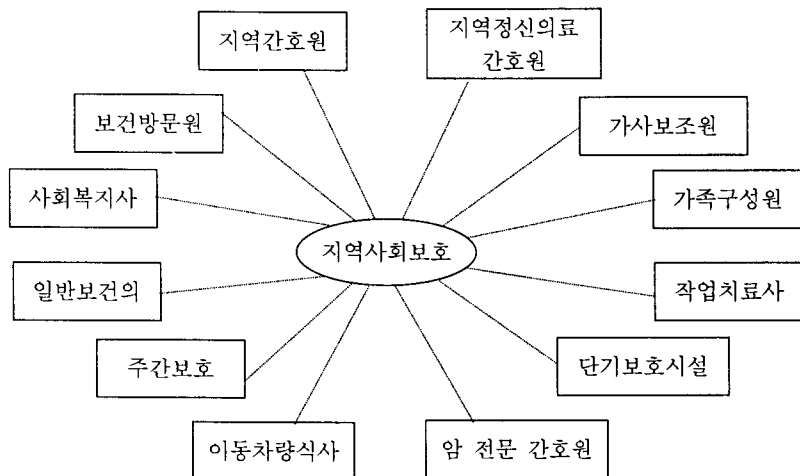 지역간호원
지역정신의료
간호원
보건방문원
가사보조원
사회복지사
가족구성원
지역사회보호
일반보건의
작업치료사
주간보호
단기보호시설
이동차량식사
암 전문 간호원